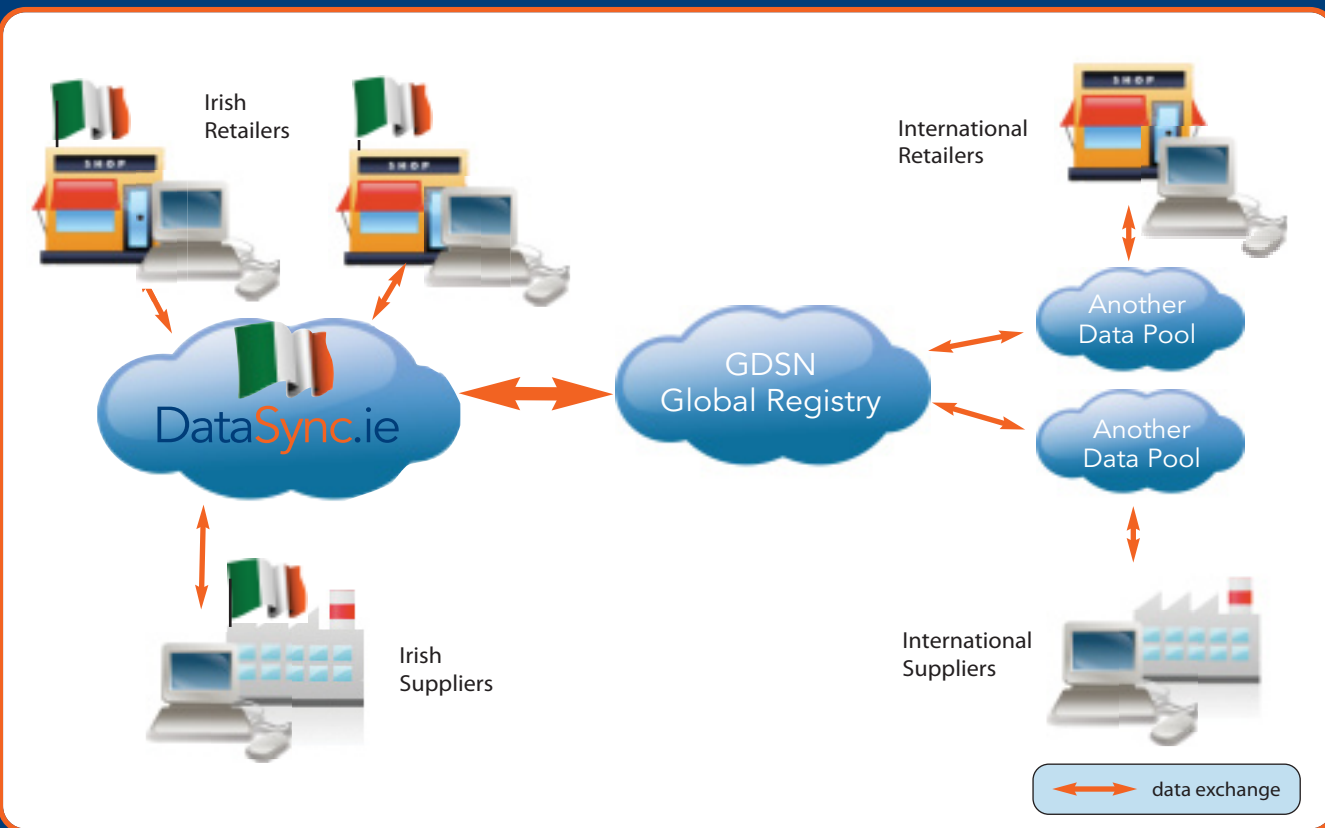 Irish
Retailers
SHOP
SHOP
International
Retailers
SHOP
DataSync.ie
GDSN
Global Registry
Another
Data Pool
Another
Data Pool
Irish
Suppliers
International
Suppliers
data exchange